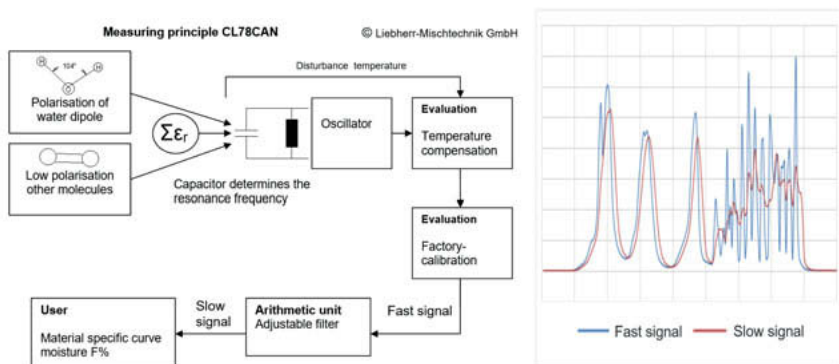 Measuring principle CL78CAN
© Liebherr-Mischtechnik GmbH
Disturbance temperature
H
104°
H
O
Polarisation of
water dipole
Σεr
Low polarisation
other molecules
Capacitor determines the
resonance frequency
Oscillator
Evaluation
Temperature
compensation
Evaluation
Factory-
calibration
Fast signal
Arithmetic unit
Adjustable filter
Slow
signal
User
Material specific curve
moisture F%
Fast signal
Slow signal